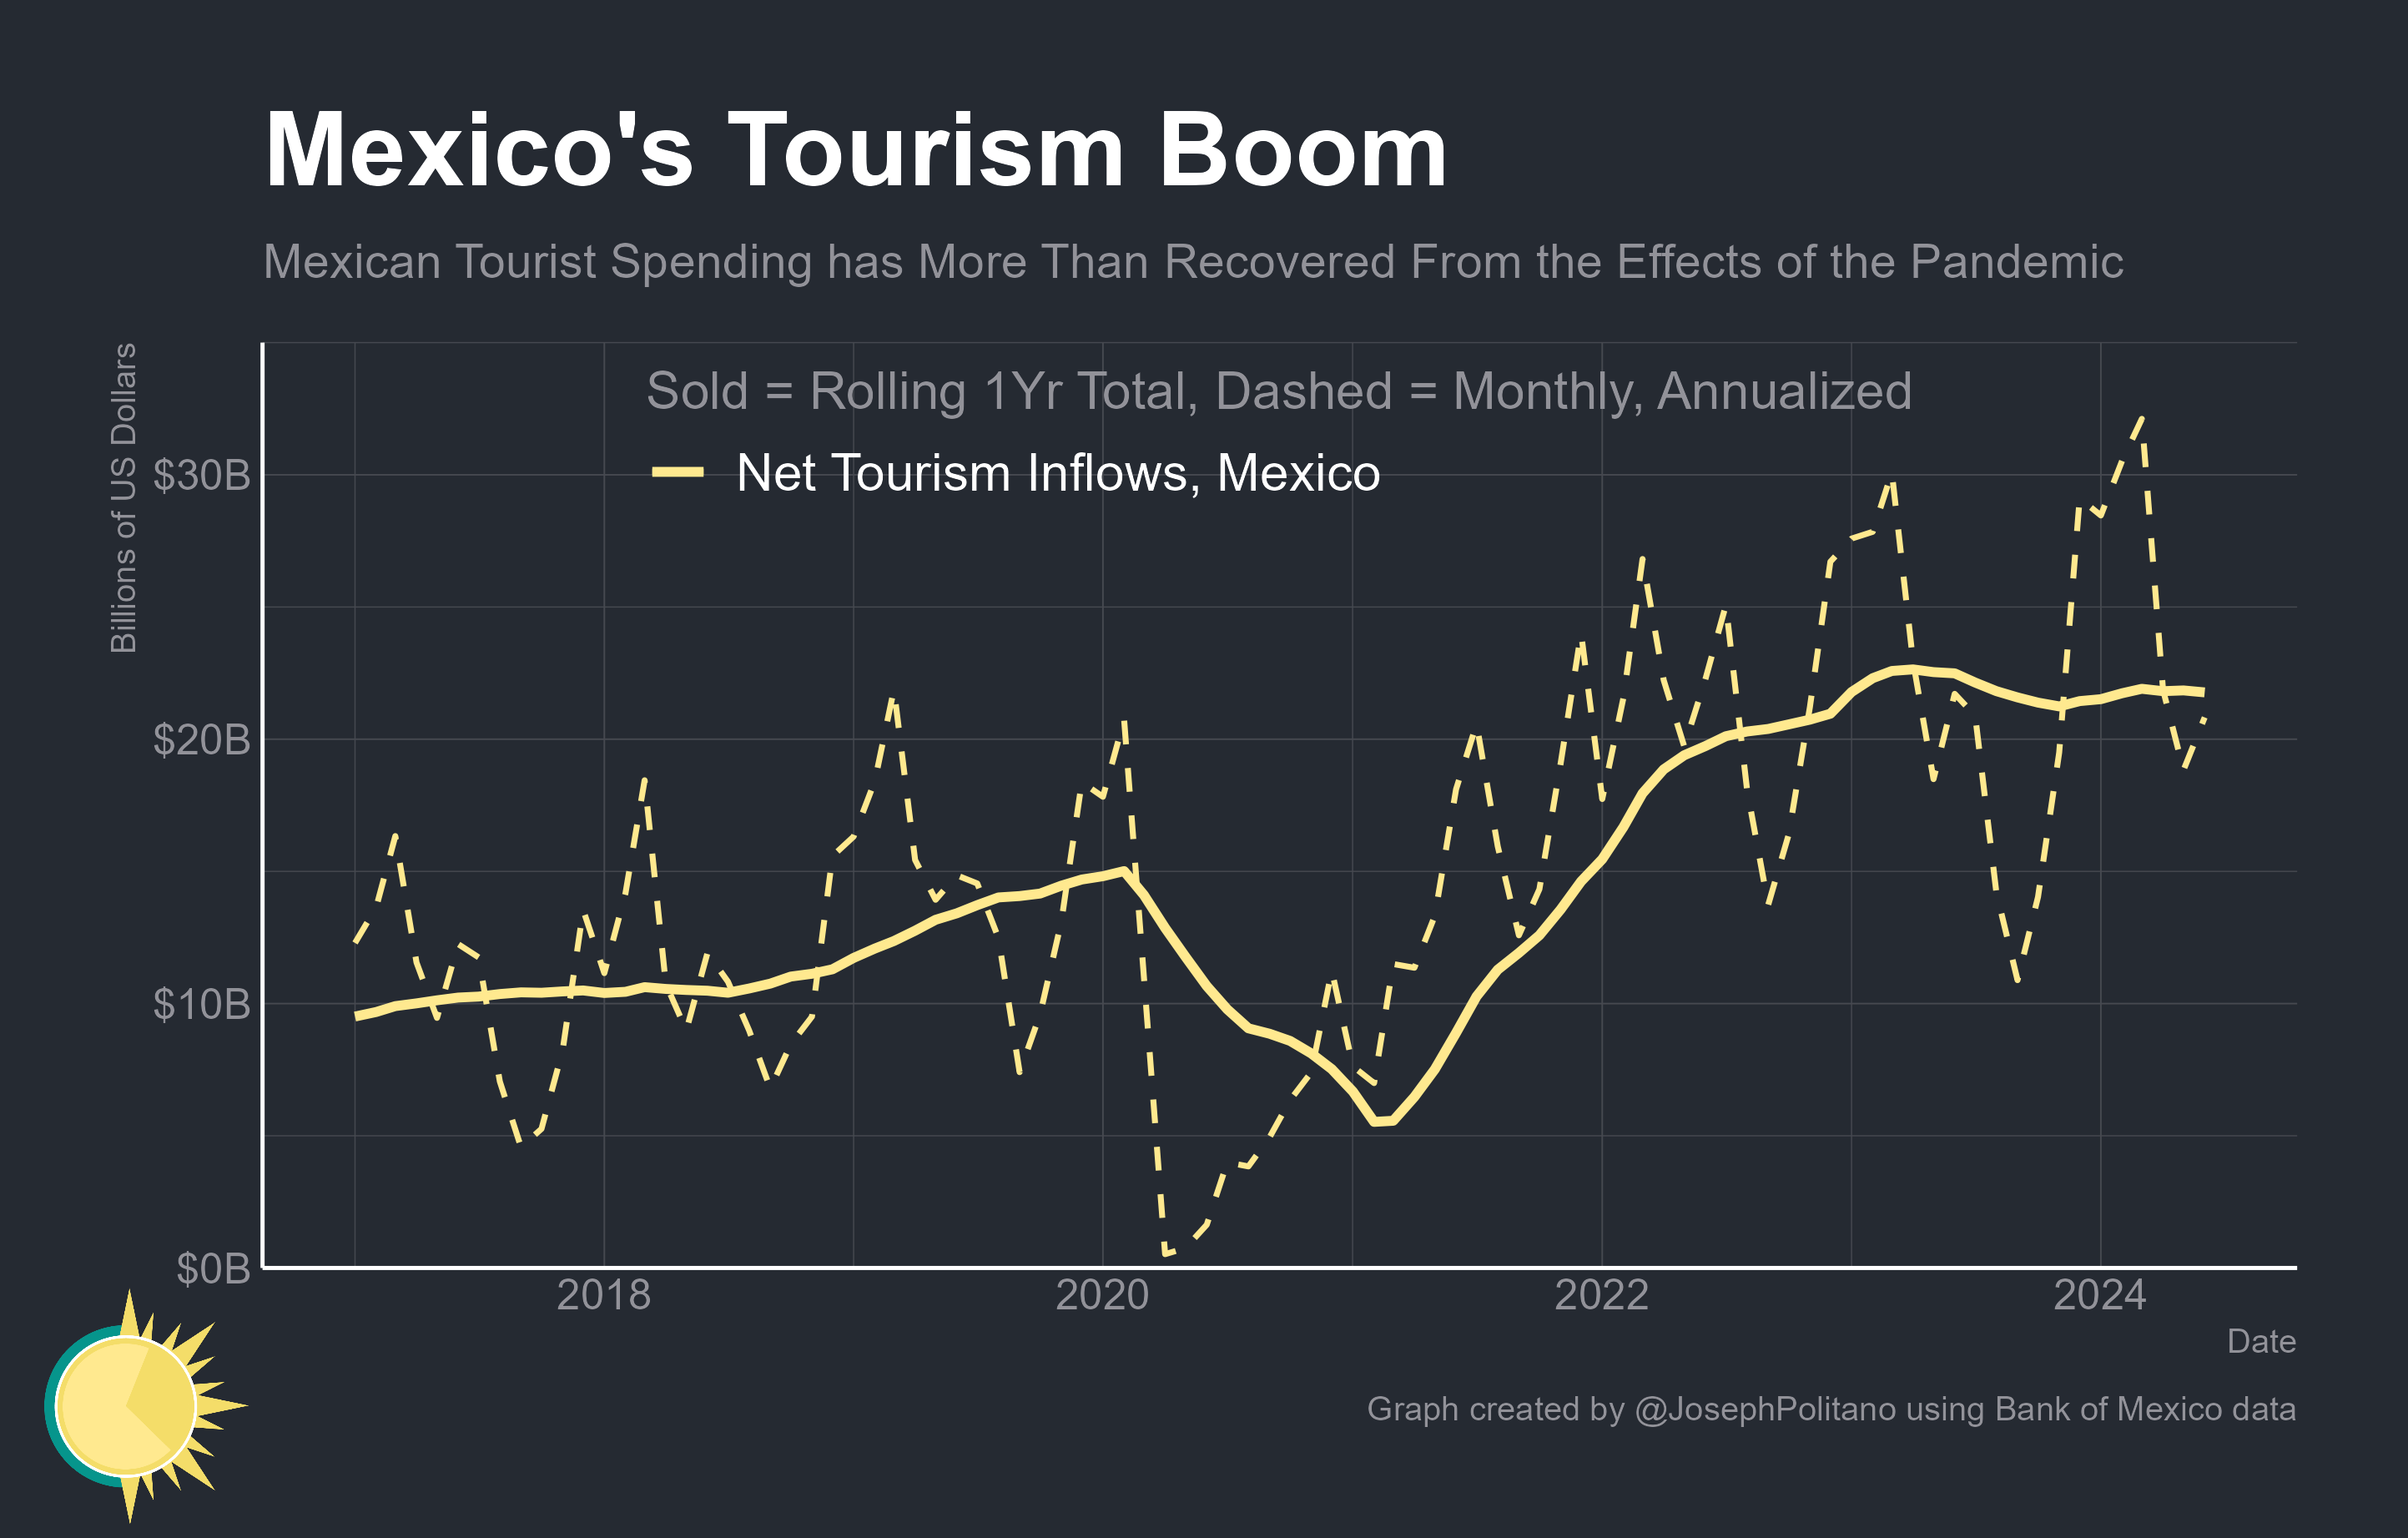 Mexico's Tourism Boom
Mexican Tourist Spending has More Than Recovered From the Effects of the Pandemic
Billions of US Dollars
Sold = Rolling 1Yr Total, Dashed = Monthly, Annualized
Net Tourism Inflows, Mexico
$30B
$20B
$10B
$0B
2018
2020
2022
2024
Date
Graph created by @JosephPolitano using Bank of Mexico data